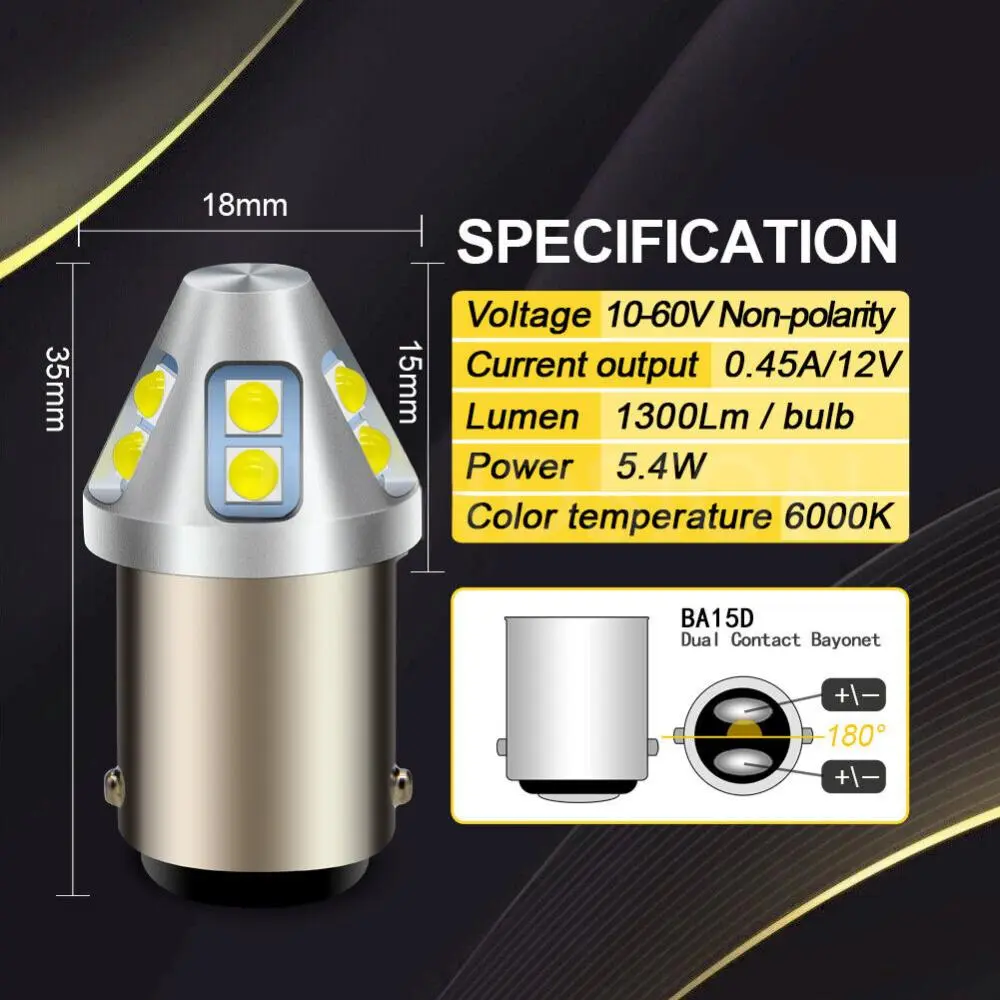 18mm
35mm
15mm
SPECIFICATION
Voltage 10-60V Non-polarity
Current output 0.45A/12V
Lumen 1300Lm / bulb
Power 5.4W
Color temperature 6000K
BA15D
Dual Contact Bayonet
+\−
180°
+\−